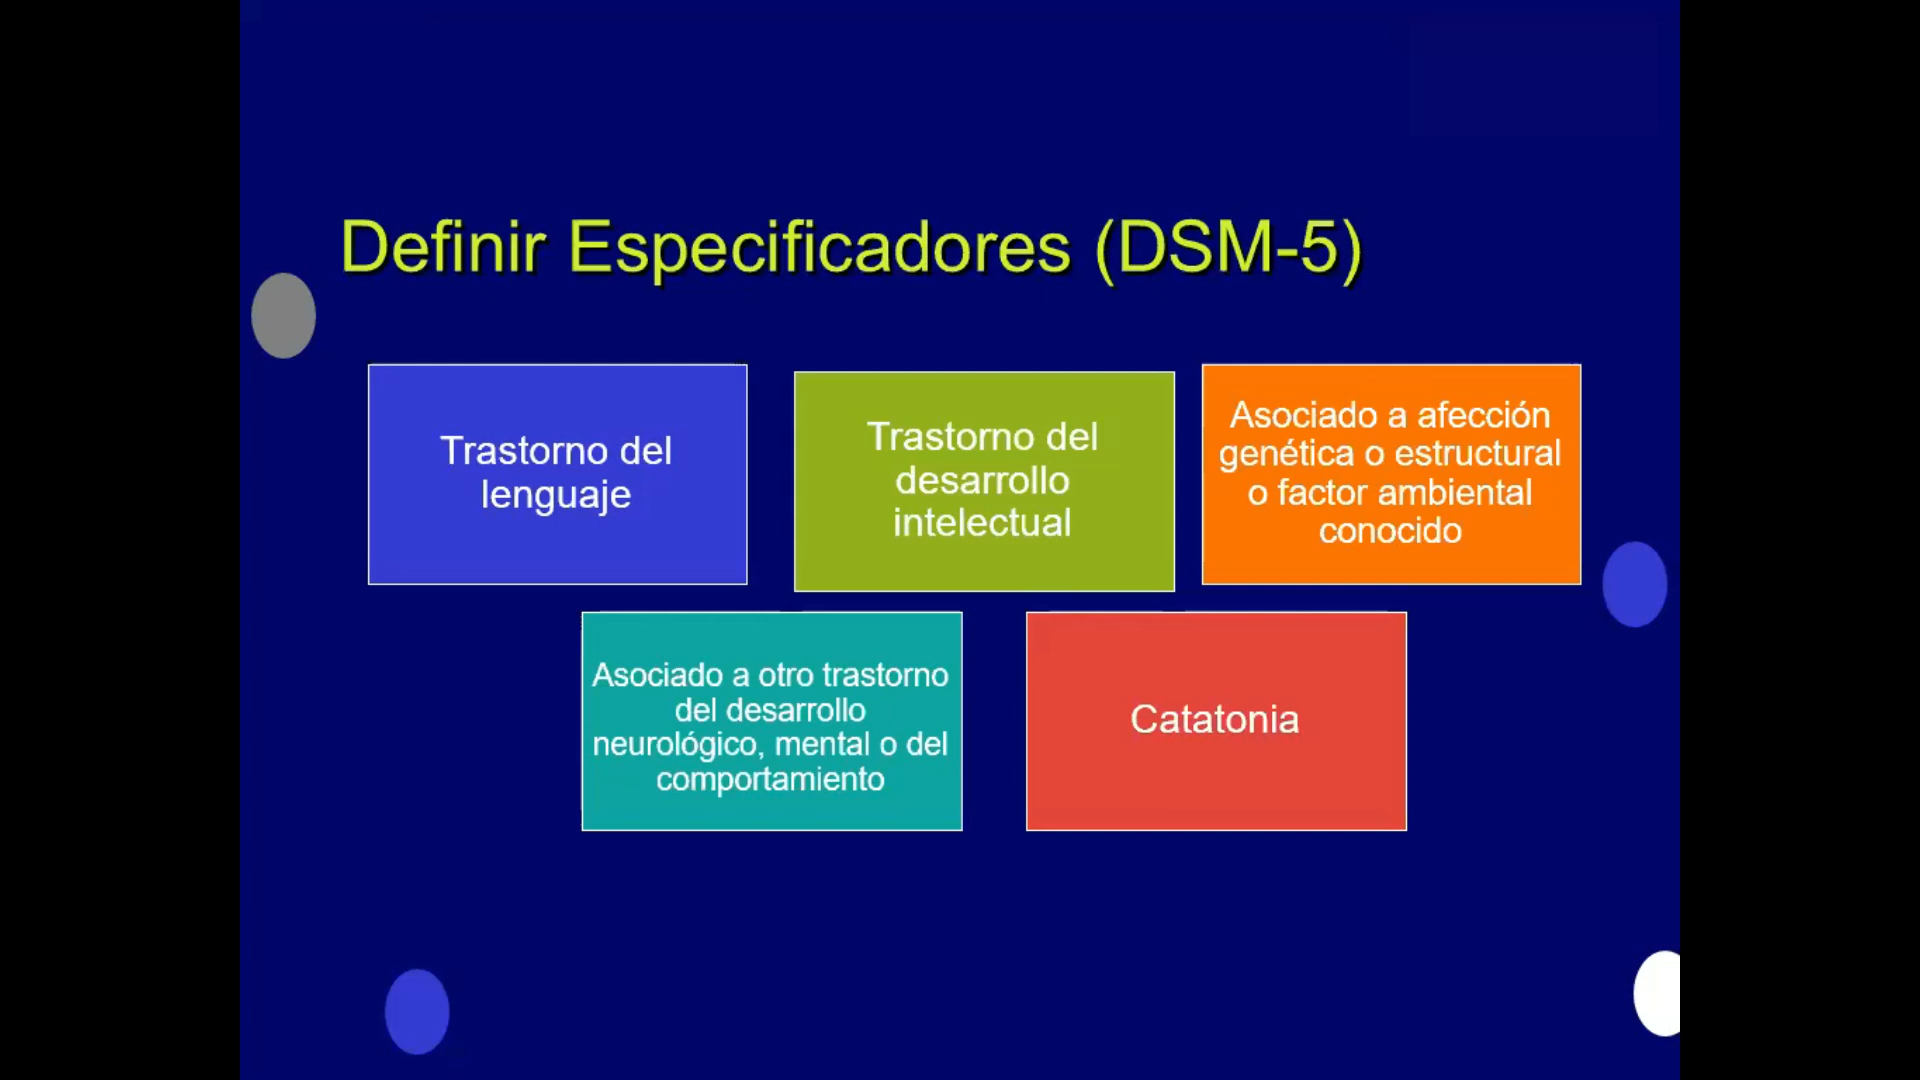 Definir Especificadores (DSM-5)
Trastorno del
lenguaje
Trastorno del
desarrollo
intelectual
Asociado a afección
genética o estructural
o factor ambiental
conocido
Asociado a otro trastorno
del desarrollo
neurológico, mental o del
comportamiento
Catatonia